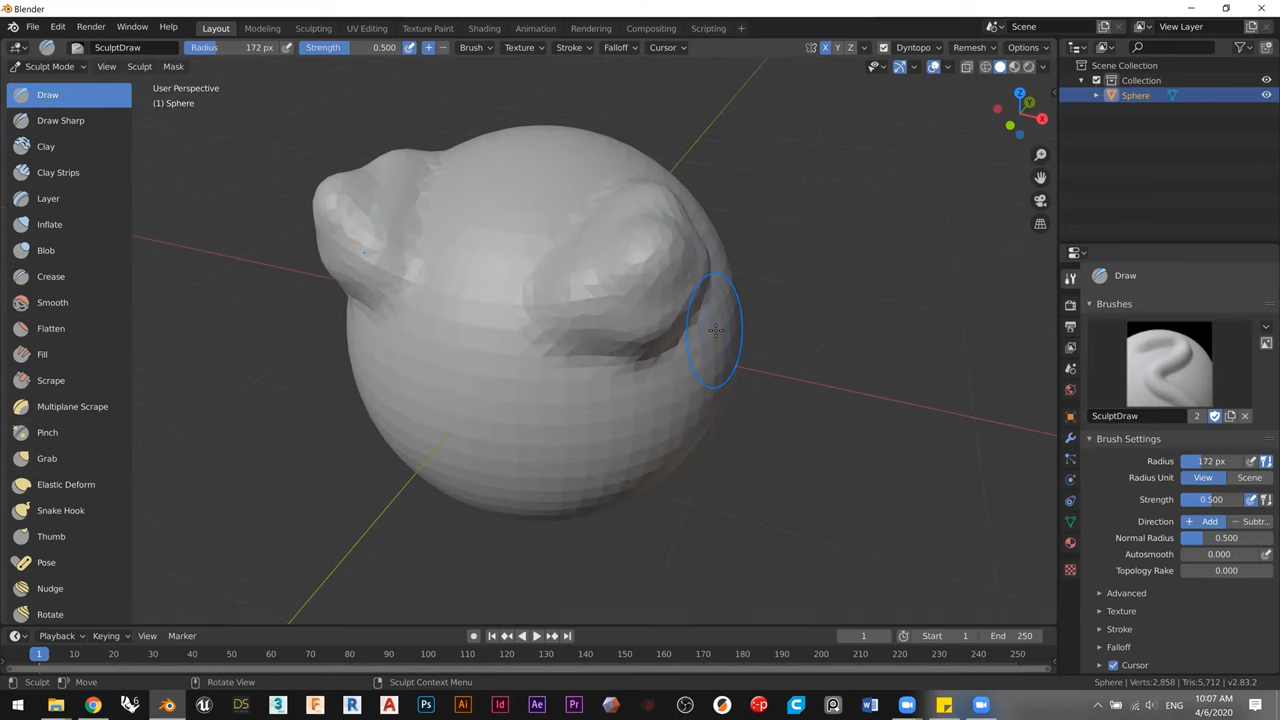 Blender
File Edit Render Window Help Layout Modeling Sculpting UV Editing Texture Paint Shading Animation Rendering Compositing Scripting Scene View Layer
SculptDraw Radius 172 px Strength 0.500 Brush Texture Stroke Falloff Cursor X Y Z Dyntopo Remesh Options
Sculpt Mode View Sculpt Mask
User Perspective
(1) Sphere
Draw
Draw Sharp
Clay
Clay Strips
Layer
Inflate
Blob
Crease
Smooth
Flatten
Fill
Scrape
Multiplane Scrape
Pinch
Grab
Elastic Deform
Snake Hook
Thumb
Pose
Nudge
Rotate
Z
Y
X
Scene Collection
Collection
Sphere
Draw
Brushes
SculptDraw 2
Brush Settings
Radius 172 px
Radius Unit View Scene
Strength 0.500
Direction + Add − Subtr...
Normal Radius 0.500
Autosmooth 0.000
Topology Rake 0.000
Advanced
Texture
Stroke
Falloff
Cursor
Playback Keying View Marker 1 Start 1 End 250
1 10 20 30 40 50 60 70 80 90 100 110 120 130 140 150 160 170 180 190 200 210 220 230 240 250
Sculpt Move Rotate View Sculpt Context Menu Sphere | Verts:2,858 | Tris:5,712 | v2.83.2
DS 3 F R A Ps Ai Id Ae Pr W 10:07 AM
4/6/2020